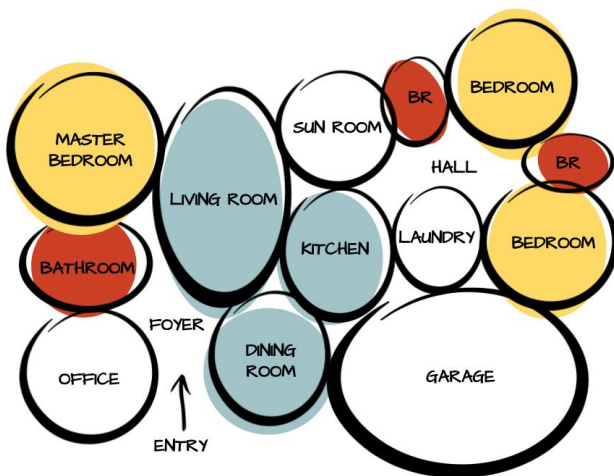 MASTER
BEDROOM
LIVING ROOM
SUN ROOM
BR
BEDROOM
HALL
BR
BATHROOM
KITCHEN
LAUNDRY
BEDROOM
FOYER
OFFICE
DINING
ROOM
GARAGE
ENTRY